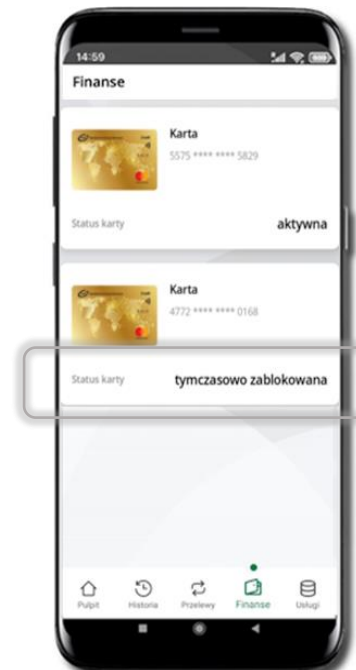 14:59
Finanse
Karta
5575 **** **** 5829
Status karty aktywna
Karta
4772 **** **** 0168
Status karty tymczasowo zablokowana
Pulpit Historia Przelewy Finanse Usługi